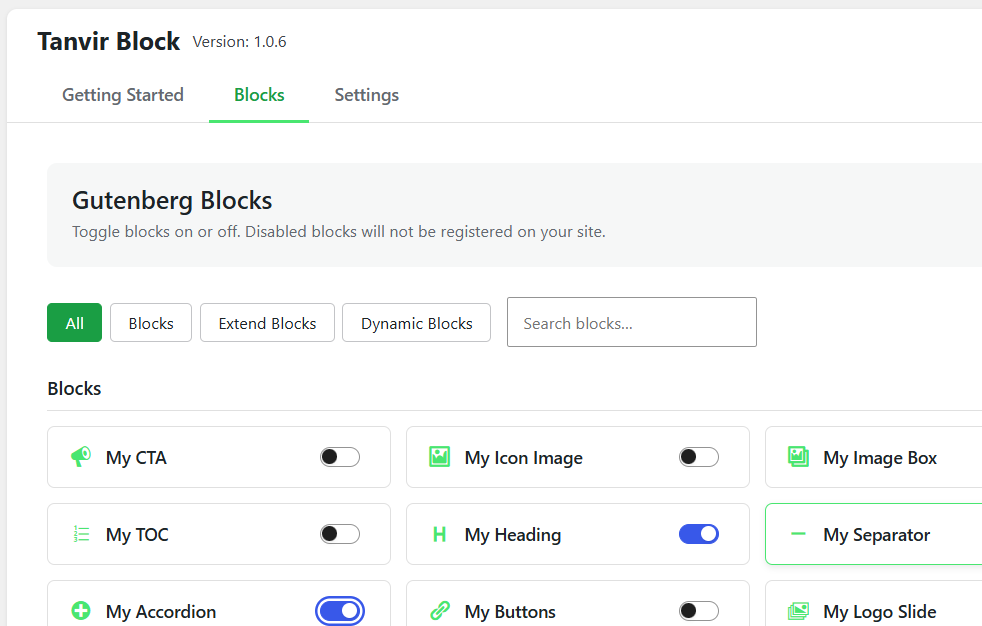 Tanvir Block Version: 1.0.6
Getting Started Blocks Settings
Gutenberg Blocks
Toggle blocks on or off. Disabled blocks will not be registered on your site.
All Blocks Extend Blocks Dynamic Blocks Search blocks...
Blocks
My CTA My Icon Image My Image Box
My TOC H My Heading My Separator
My Accordion My Buttons My Logo Slide